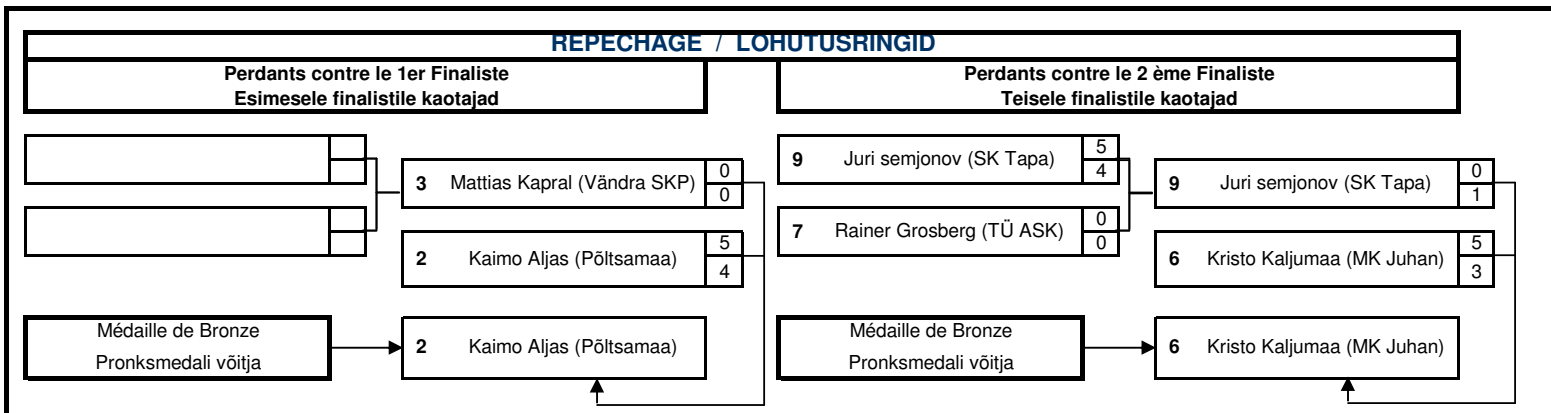 REPECHAGE / LOHUTUSRINGID
Perdants contre le 1er Finaliste
Esimesele finalistile kaotajad
Perdants contre le 2 ème Finaliste
Teisele finalistile kaotajad
3 Mattias Kapral (Vändra SKP) 0
0
2 Kaimo Aljas (Põltsamaa) 5
4
Médaille de Bronze
Pronksmedali võitja
2 Kaimo Aljas (Põltsamaa)
9 Juri semjonov (SK Tapa) 5
4
7 Rainer Grosberg (TÜ ASK) 0
0
9 Juri semjonov (SK Tapa) 0
1
6 Kristo Kaljumaa (MK Juhan) 5
3
Médaille de Bronze
Pronksmedali võitja
6 Kristo Kaljumaa (MK Juhan)